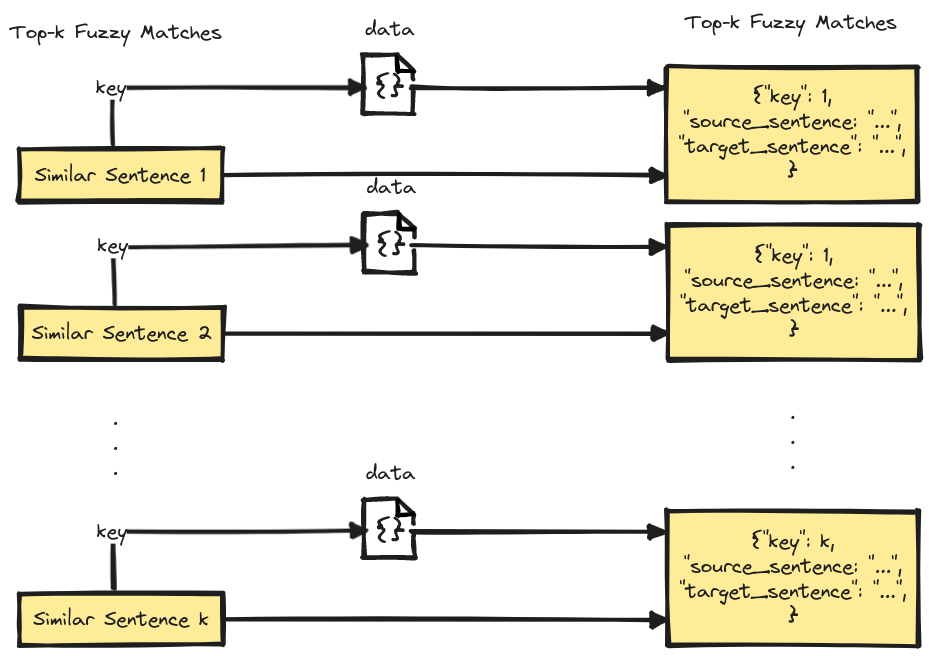 Top-k Fuzzy Matches
data
Top-k Fuzzy Matches
key
{}
{"key": 1,
"source_sentence: "...",
"target_sentence": "...",
}
Similar Sentence 1
data
key
{}
{"key": 1,
"source_sentence: "...",
"target_sentence": "...",
}
Similar Sentence 2
.
.
.
.
.
.
data
key
{}
{"key": k,
"source_sentence: "...",
"target_sentence": "...",
}
Similar Sentence k